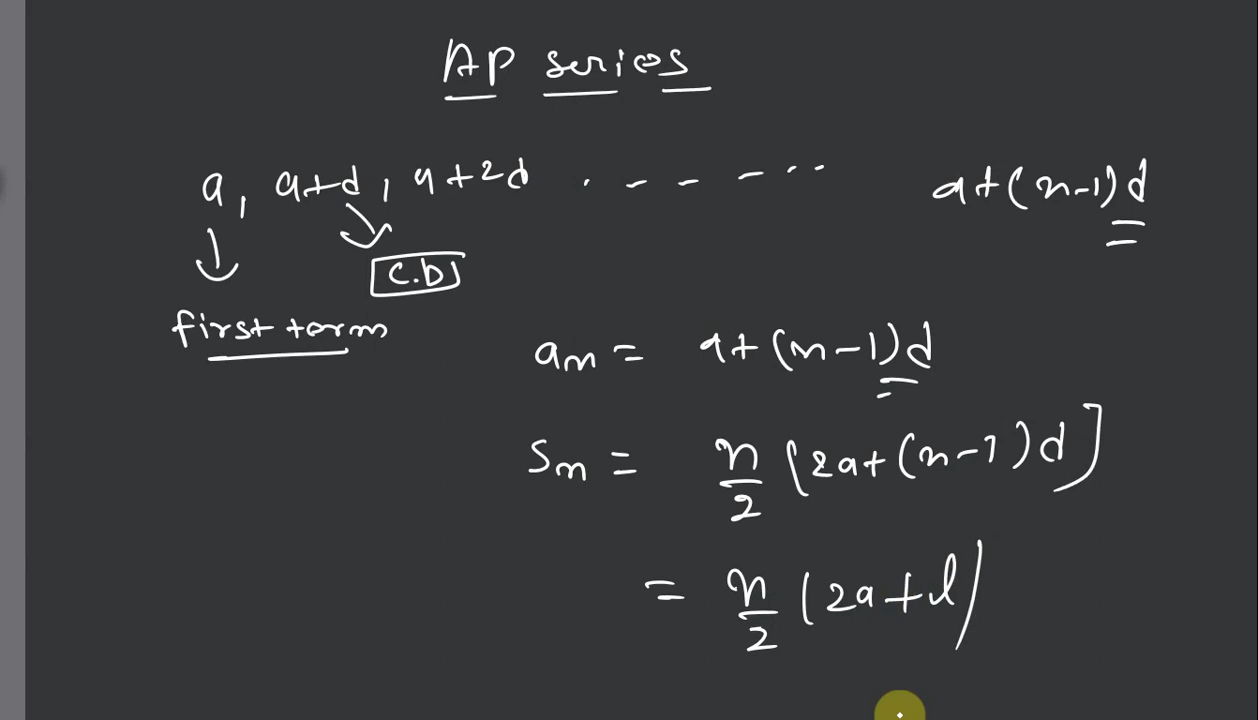 AP series
a, a+d, a+2d . - - - . . a+(n-1)d
[C.D]
first term
an = a+(n-1)d
Sn = n/2 [2a+(n-1)d]
= n/2 (2a+l)